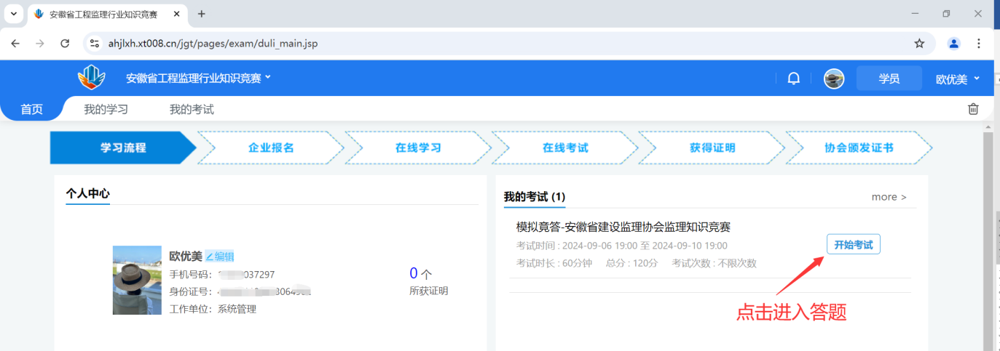 安徽省工程监理行业知识竞赛
ahjlxh.xt008.cn/jgt/pages/exam/duli_main.jsp
安徽省工程监理行业知识竞赛 学员 欧优美
首页 我的学习 我的考试
学习流程 企业报名 在线学习 在线考试 获得证明 协会颁发证书
个人中心
欧优美 编辑
手机号码： 037297
身份证号：
工作单位：系统管理
0 个
所获证明
我的考试 (1) more >
模拟竟答-安徽省建设监理协会监理知识竞赛
考试时间 : 2024-09-06 19:00 至 2024-09-10 19:00
考试时长 : 60分钟 总分 : 120分 考试次数 : 不限次数
开始考试
点击进入答题